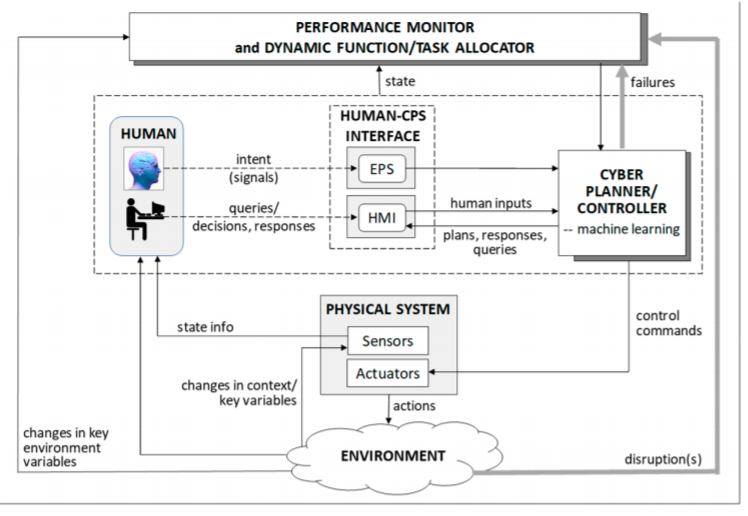 PERFORMANCE MONITOR
and DYNAMIC FUNCTION/TASK ALLOCATOR
state
failures
HUMAN
HUMAN-CPS
INTERFACE
intent
(signals)
EPS
queries/
decisions, responses
HMI
human inputs
plans, responses,
queries
CYBER
PLANNER/
CONTROLLER
-- machine learning
PHYSICAL SYSTEM
Sensors
Actuators
state info
control
commands
changes in context/
key variables
actions
changes in key
environment
variables
ENVIRONMENT
disruption(s)